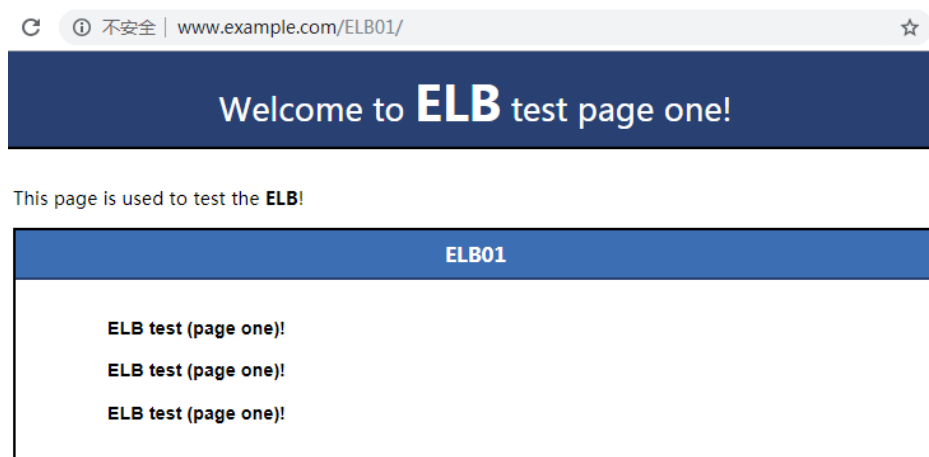 不安全 | www.example.com/ELB01/
Welcome to ELB test page one!
This page is used to test the ELB!
ELB01
ELB test (page one)!
ELB test (page one)!
ELB test (page one)!